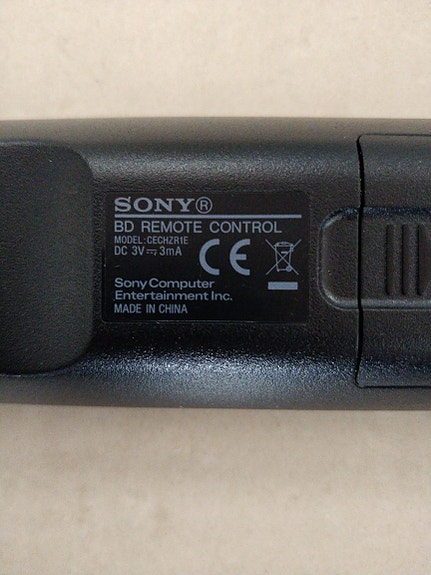 SONY®
BD REMOTE CONTROL
MODEL: CECHZR1E
DC 3V⎓3mA
CE
Sony Computer
Entertainment Inc.
MADE IN CHINA